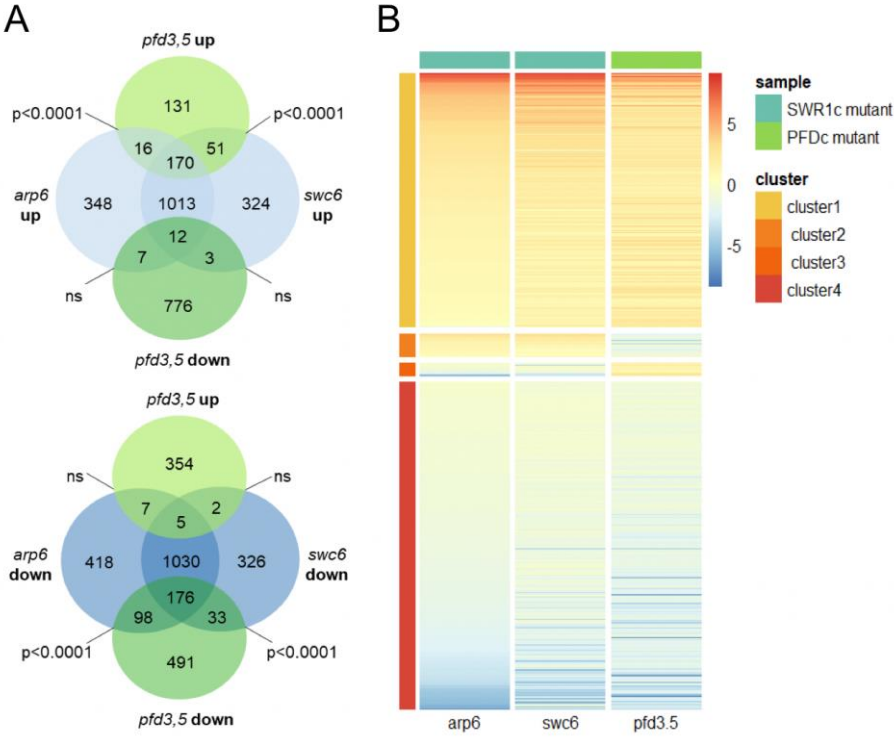 A
pfd3,5 up
131
p<0.0001
p<0.0001
16
170
51
arp6
up
348
1013
324
swc6
up
12
7
3
ns
776
ns
pfd3,5 down
pfd3,5 up
354
ns
ns
7
5
2
arp6
down
418
1030
326
swc6
down
176
98
33
p<0.0001
491
p<0.0001
pfd3,5 down
B
5
0
-5
sample
SWR1c mutant
PFDc mutant
cluster
cluster1
cluster2
cluster3
cluster4
arp6
swc6
pfd3.5